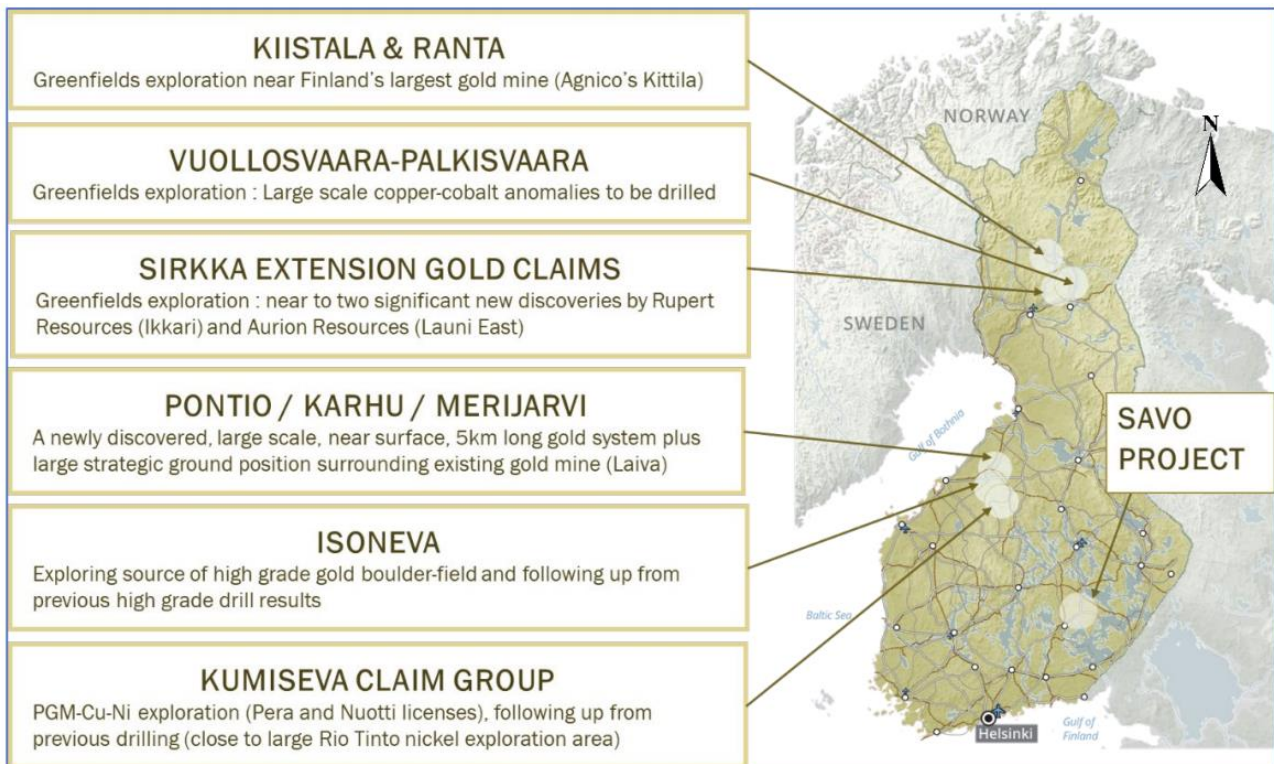 KIISTALA & RANTA
Greenfields exploration near Finland's largest gold mine (Agnico's Kittila)
VUOLLOSVAARA-PALKISVAARA
Greenfields exploration : Large scale copper-cobalt anomalies to be drilled
SIRKKA EXTENSION GOLD CLAIMS
Greenfields exploration : near to two significant new discoveries by Rupert
Resources (Ikkari) and Aurion Resources (Launi East)
PONTIO / KARHU / MERIJARVI
A newly discovered, large scale, near surface, 5km long gold system plus
large strategic ground position surrounding existing gold mine (Laiva)
ISONEVA
Exploring source of high grade gold boulder-field and following up from
previous high grade drill results
KUMISEVA CLAIM GROUP
PGM-Cu-Ni exploration (Pera and Nuotti licenses), following up from
previous drilling (close to large Rio Tinto nickel exploration area)
NORWAY
N
SWEDEN
Gulf of Bothnia
SAVO
PROJECT
Baltic Sea
Helsinki
Gulf of
Finland